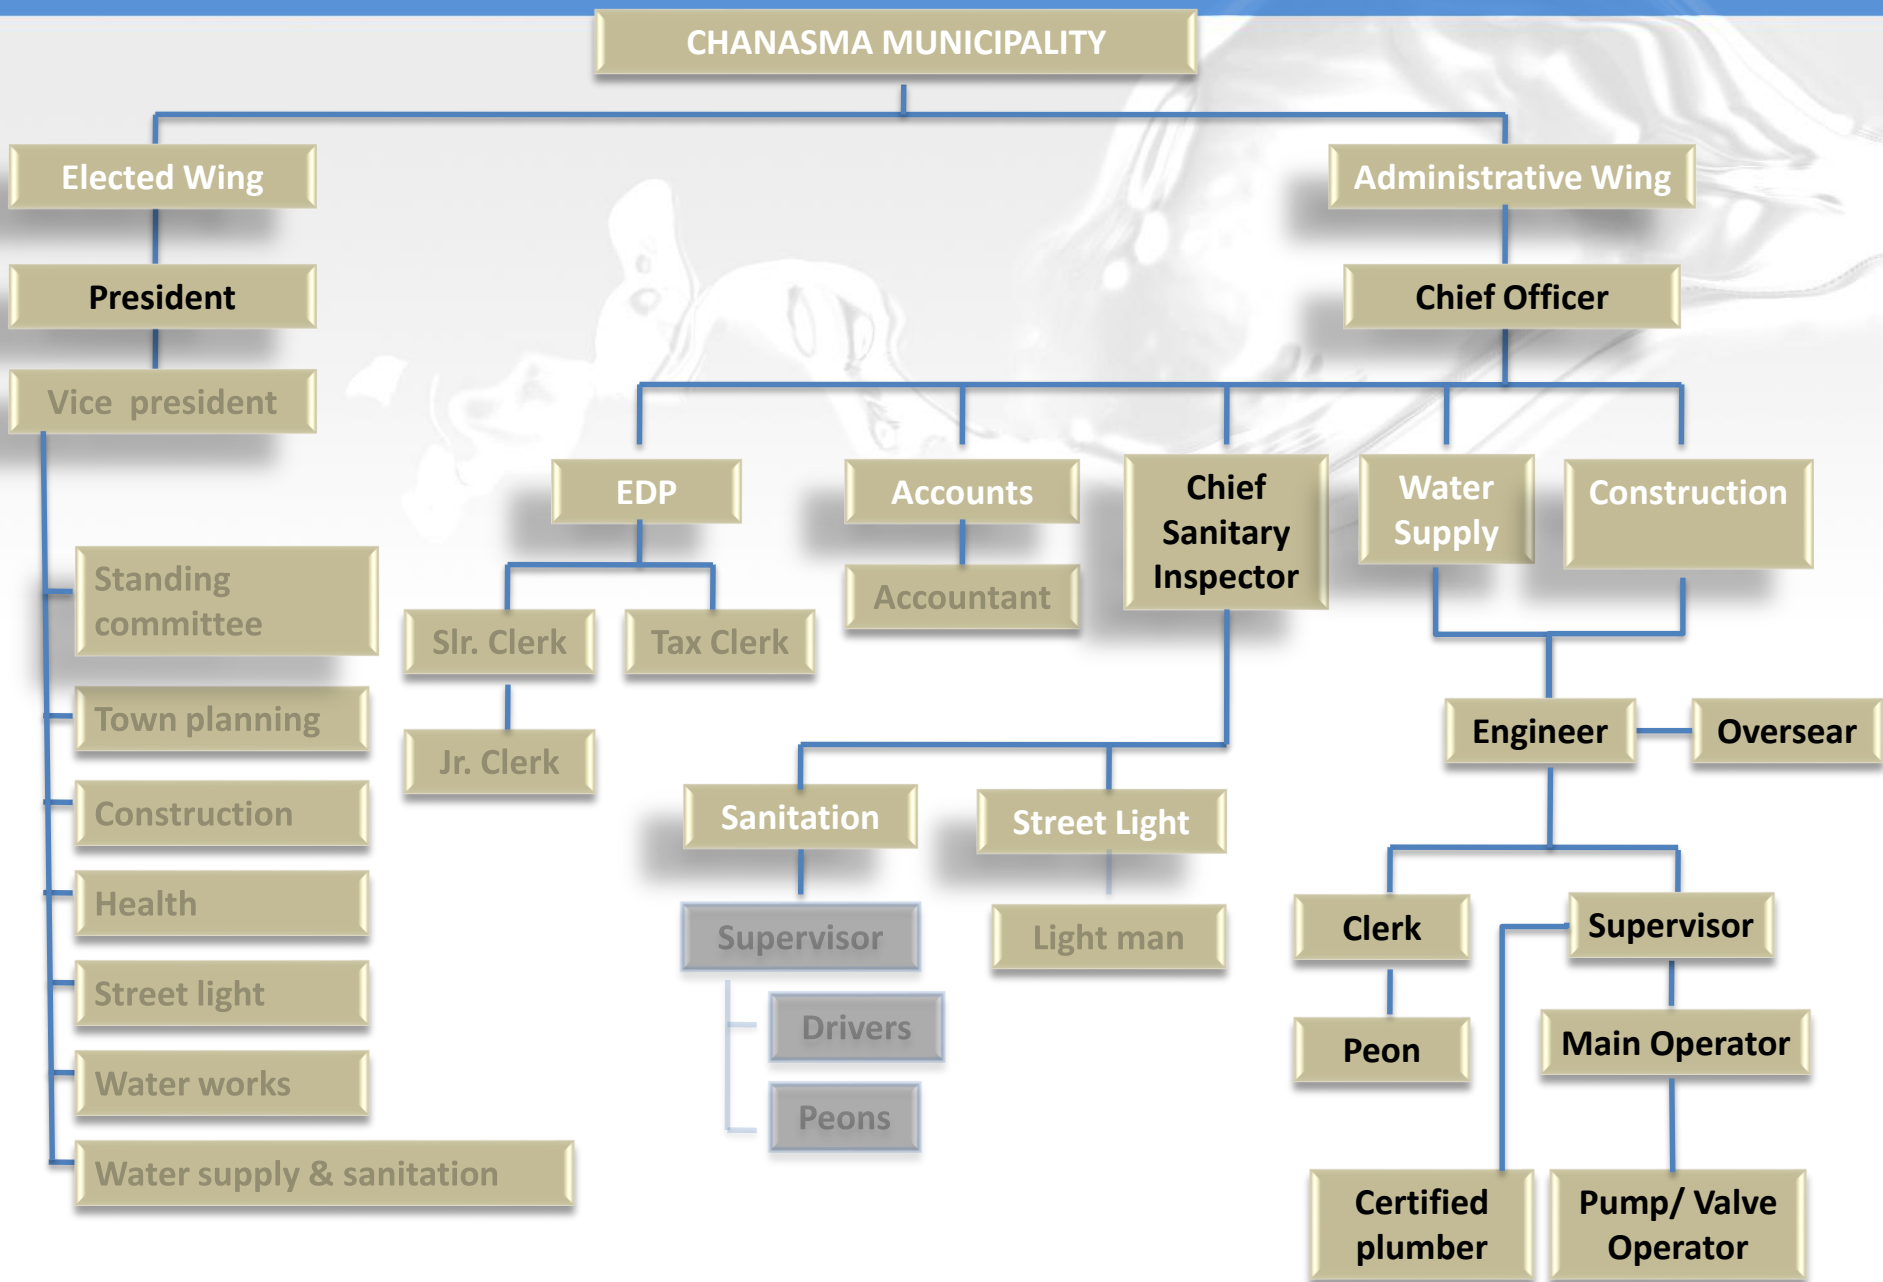 CHANASMA MUNICIPALITY
Elected Wing
Administrative Wing
President
Chief Officer
Vice president
EDP
Accounts
Chief
Sanitary
Inspector
Water
Supply
Construction
Standing
committee
Accountant
Slr. Clerk
Tax Clerk
Town planning
Engineer
Oversear
Jr. Clerk
Construction
Sanitation
Street Light
Health
Supervisor
Light man
Clerk
Supervisor
Street light
Drivers
Peon
Main Operator
Water works
Peons
Water supply & sanitation
Certified
plumber
Pump/ Valve
Operator